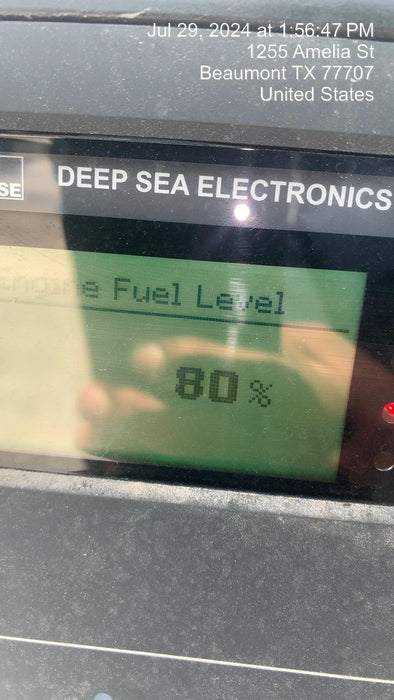 Jul 29, 2024 at 1:56:47 PM
1255 Amelia St
Beaumont TX 77707
United States
SE DEEP SEA ELECTRONICS
Engine Fuel Level
80 %